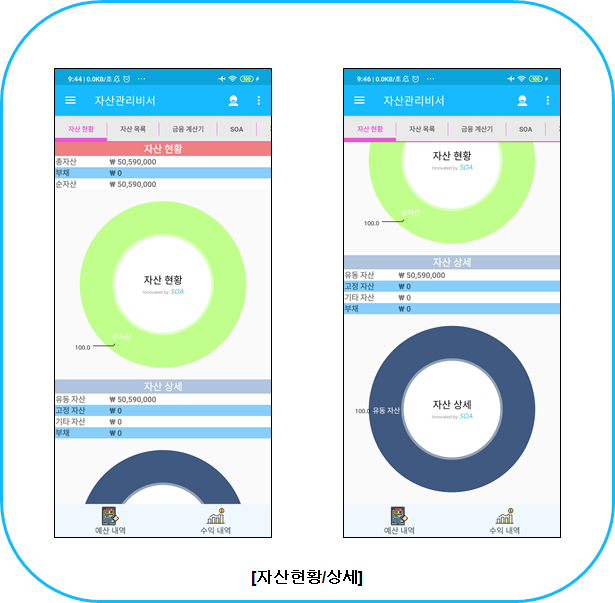 9:44 | 0.0KB/초 ··· 100
자산관리비서
자산 현황 자산 목록 금융 계산기 SOA
자산 현황
총자산 ₩ 50,590,000
부채 ₩ 0
순자산 ₩ 50,590,000
자산 현황
Innovated by SOA
순자산
100.0
자산 상세
유동 자산 ₩ 50,590,000
고정 자산 ₩ 0
기타 자산 ₩ 0
부채 ₩ 0
예산 내역 수익 내역
9:46 | 0.0KB/초 ··· 100
자산관리비서
자산 현황 자산 목록 금융 계산기 SOA
자산 현황
Innovated by SOA
순자산
100.0
자산 상세
유동 자산 ₩ 50,590,000
고정 자산 ₩ 0
기타 자산 ₩ 0
부채 ₩ 0
자산 상세
100.0 유동 자산
Innovated by SOA
예산 내역 수익 내역
[자산현황/상세]